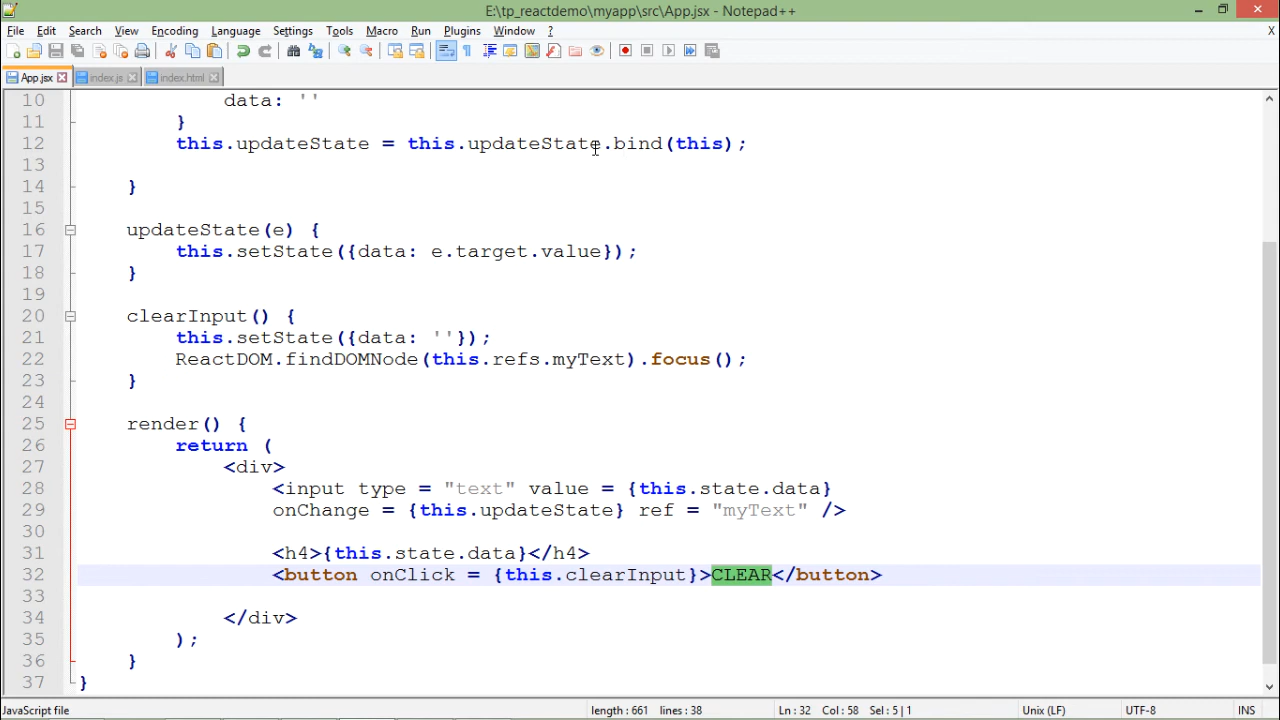 E:\tp_reactdemo\myapp\src\App.jsx - Notepad++
File Edit Search View Encoding Language Settings Tools Macro Run Plugins Window ? X
App.jsx index.js index.html
10 data: ''
11 }
12 this.updateState = this.updateState.bind(this);
13
14 }
15
16 updateState(e) {
17 this.setState({data: e.target.value});
18 }
19
20 clearInput() {
21 this.setState({data: ''});
22 ReactDOM.findDOMNode(this.refs.myText).focus();
23 }
24
25 render() {
26 return (
27 <div>
28 <input type = "text" value = {this.state.data}
29 onChange = {this.updateState} ref = "myText" />
30
31 <h4>{this.state.data}</h4>
32 <button onClick = {this.clearInput}>CLEAR</button>
33
34 </div>
35 );
36 }
37 }
JavaScript file length : 661 lines : 38 Ln : 32 Col : 58 Sel : 5 | 1 Unix (LF) UTF-8 INS